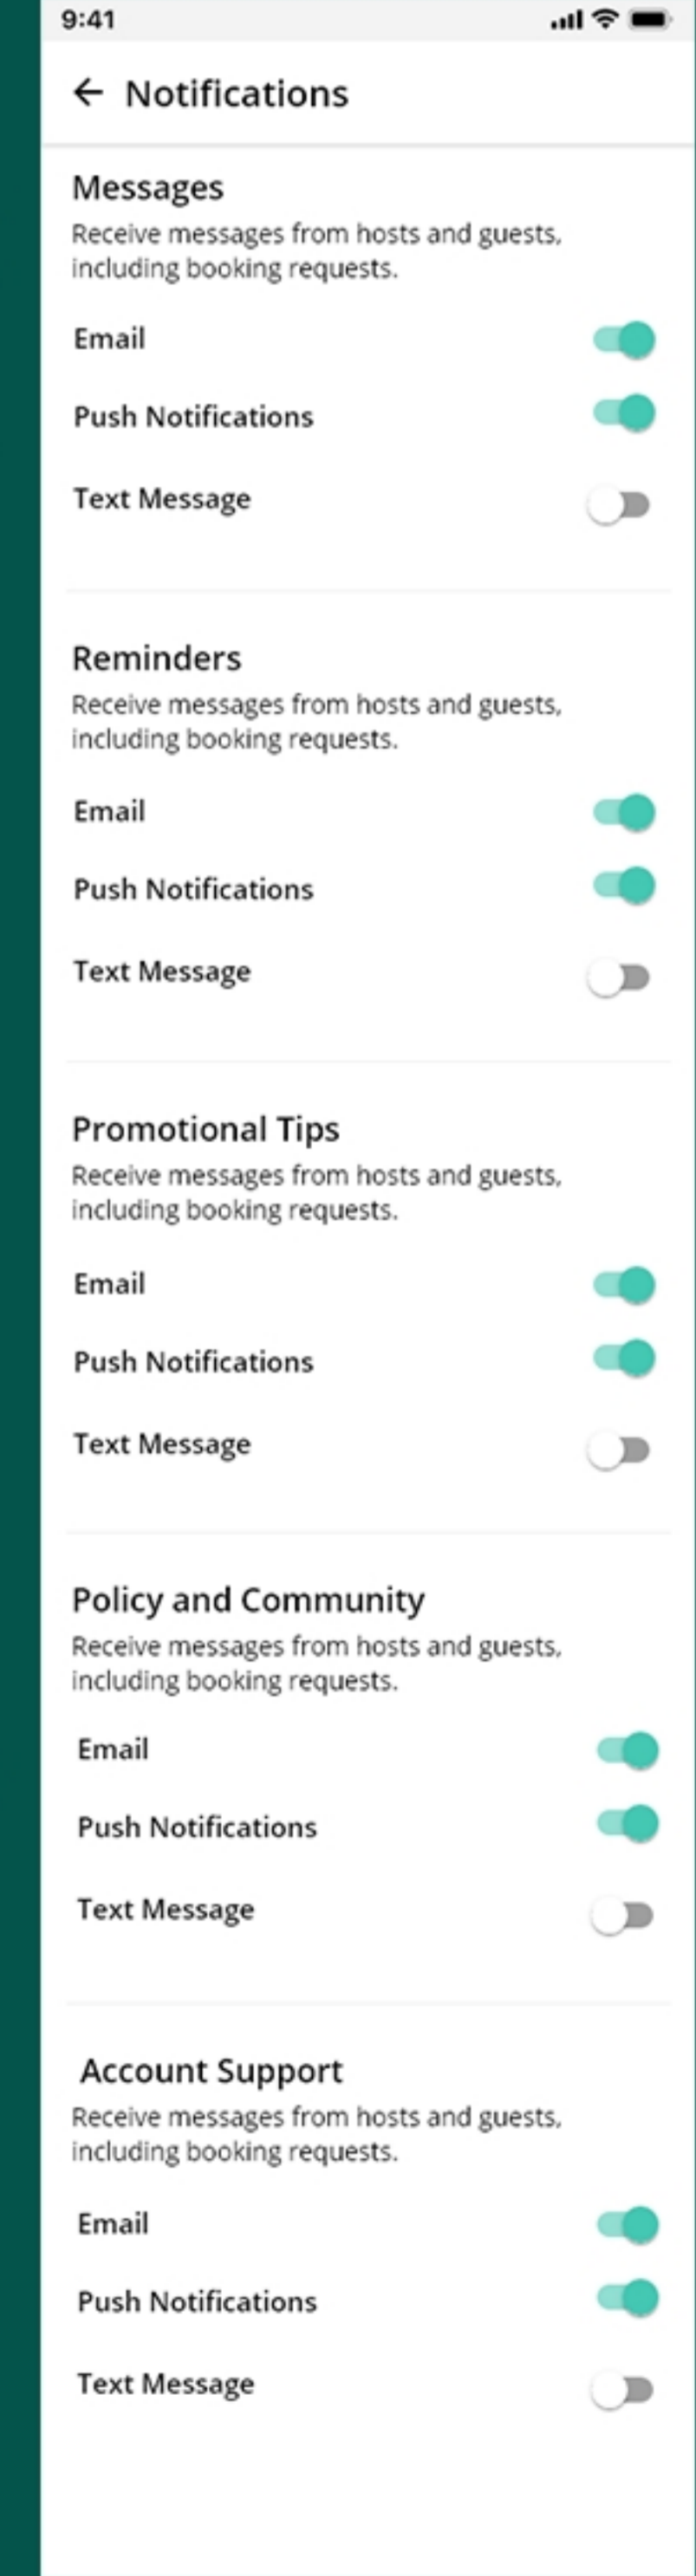 9:41
Notifications
Messages
Receive messages from hosts and guests,
including booking requests.
Email
Push Notifications
Text Message
Reminders
Receive messages from hosts and guests,
including booking requests.
Email
Push Notifications
Text Message
Promotional Tips
Receive messages from hosts and guests,
including booking requests.
Email
Push Notifications
Text Message
Policy and Community
Receive messages from hosts and guests,
including booking requests.
Email
Push Notifications
Text Message
Account Support
Receive messages from hosts and guests,
including booking requests.
Email
Push Notifications
Text Message